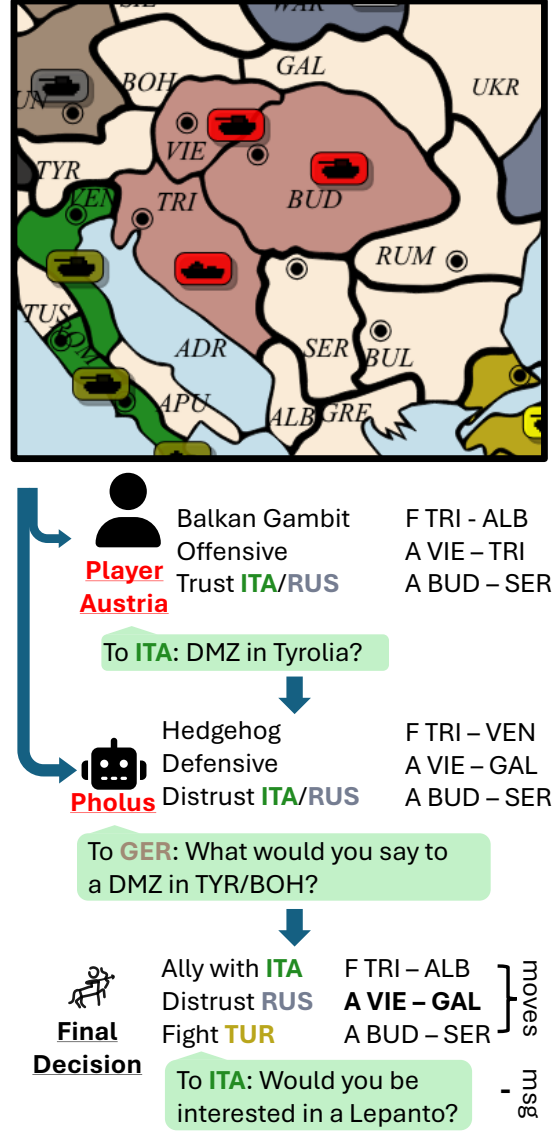 WAR
BOH
GAL
UKR
UN
VIE
TYR
VEN
TRI
BUD
RUM
TUS
ROM
ADR
SER
BUL
APU
ALB
GRE
Balkan Gambit F TRI - ALB
Offensive A VIE – TRI
Trust ITA/RUS A BUD – SER
Player
Austria
To ITA: DMZ in Tyrolia?
Hedgehog F TRI – VEN
Defensive A VIE – GAL
Distrust ITA/RUS A BUD – SER
Pholus
To GER: What would you say to
a DMZ in TYR/BOH?
Ally with ITA F TRI – ALB
Distrust RUS A VIE – GAL
Fight TUR A BUD – SER
moves
Final
Decision
To ITA: Would you be
interested in a Lepanto?
- msg